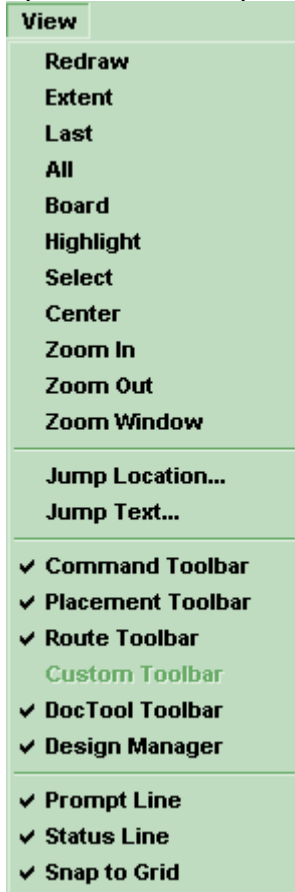 View
Redraw
Extent
Last
All
Board
Highlight
Select
Center
Zoom In
Zoom Out
Zoom Window
Jump Location...
Jump Text...
Command Toolbar
Placement Toolbar
Route Toolbar
Custom Toolbar
DocTool Toolbar
Design Manager
Prompt Line
Status Line
Snap to Grid